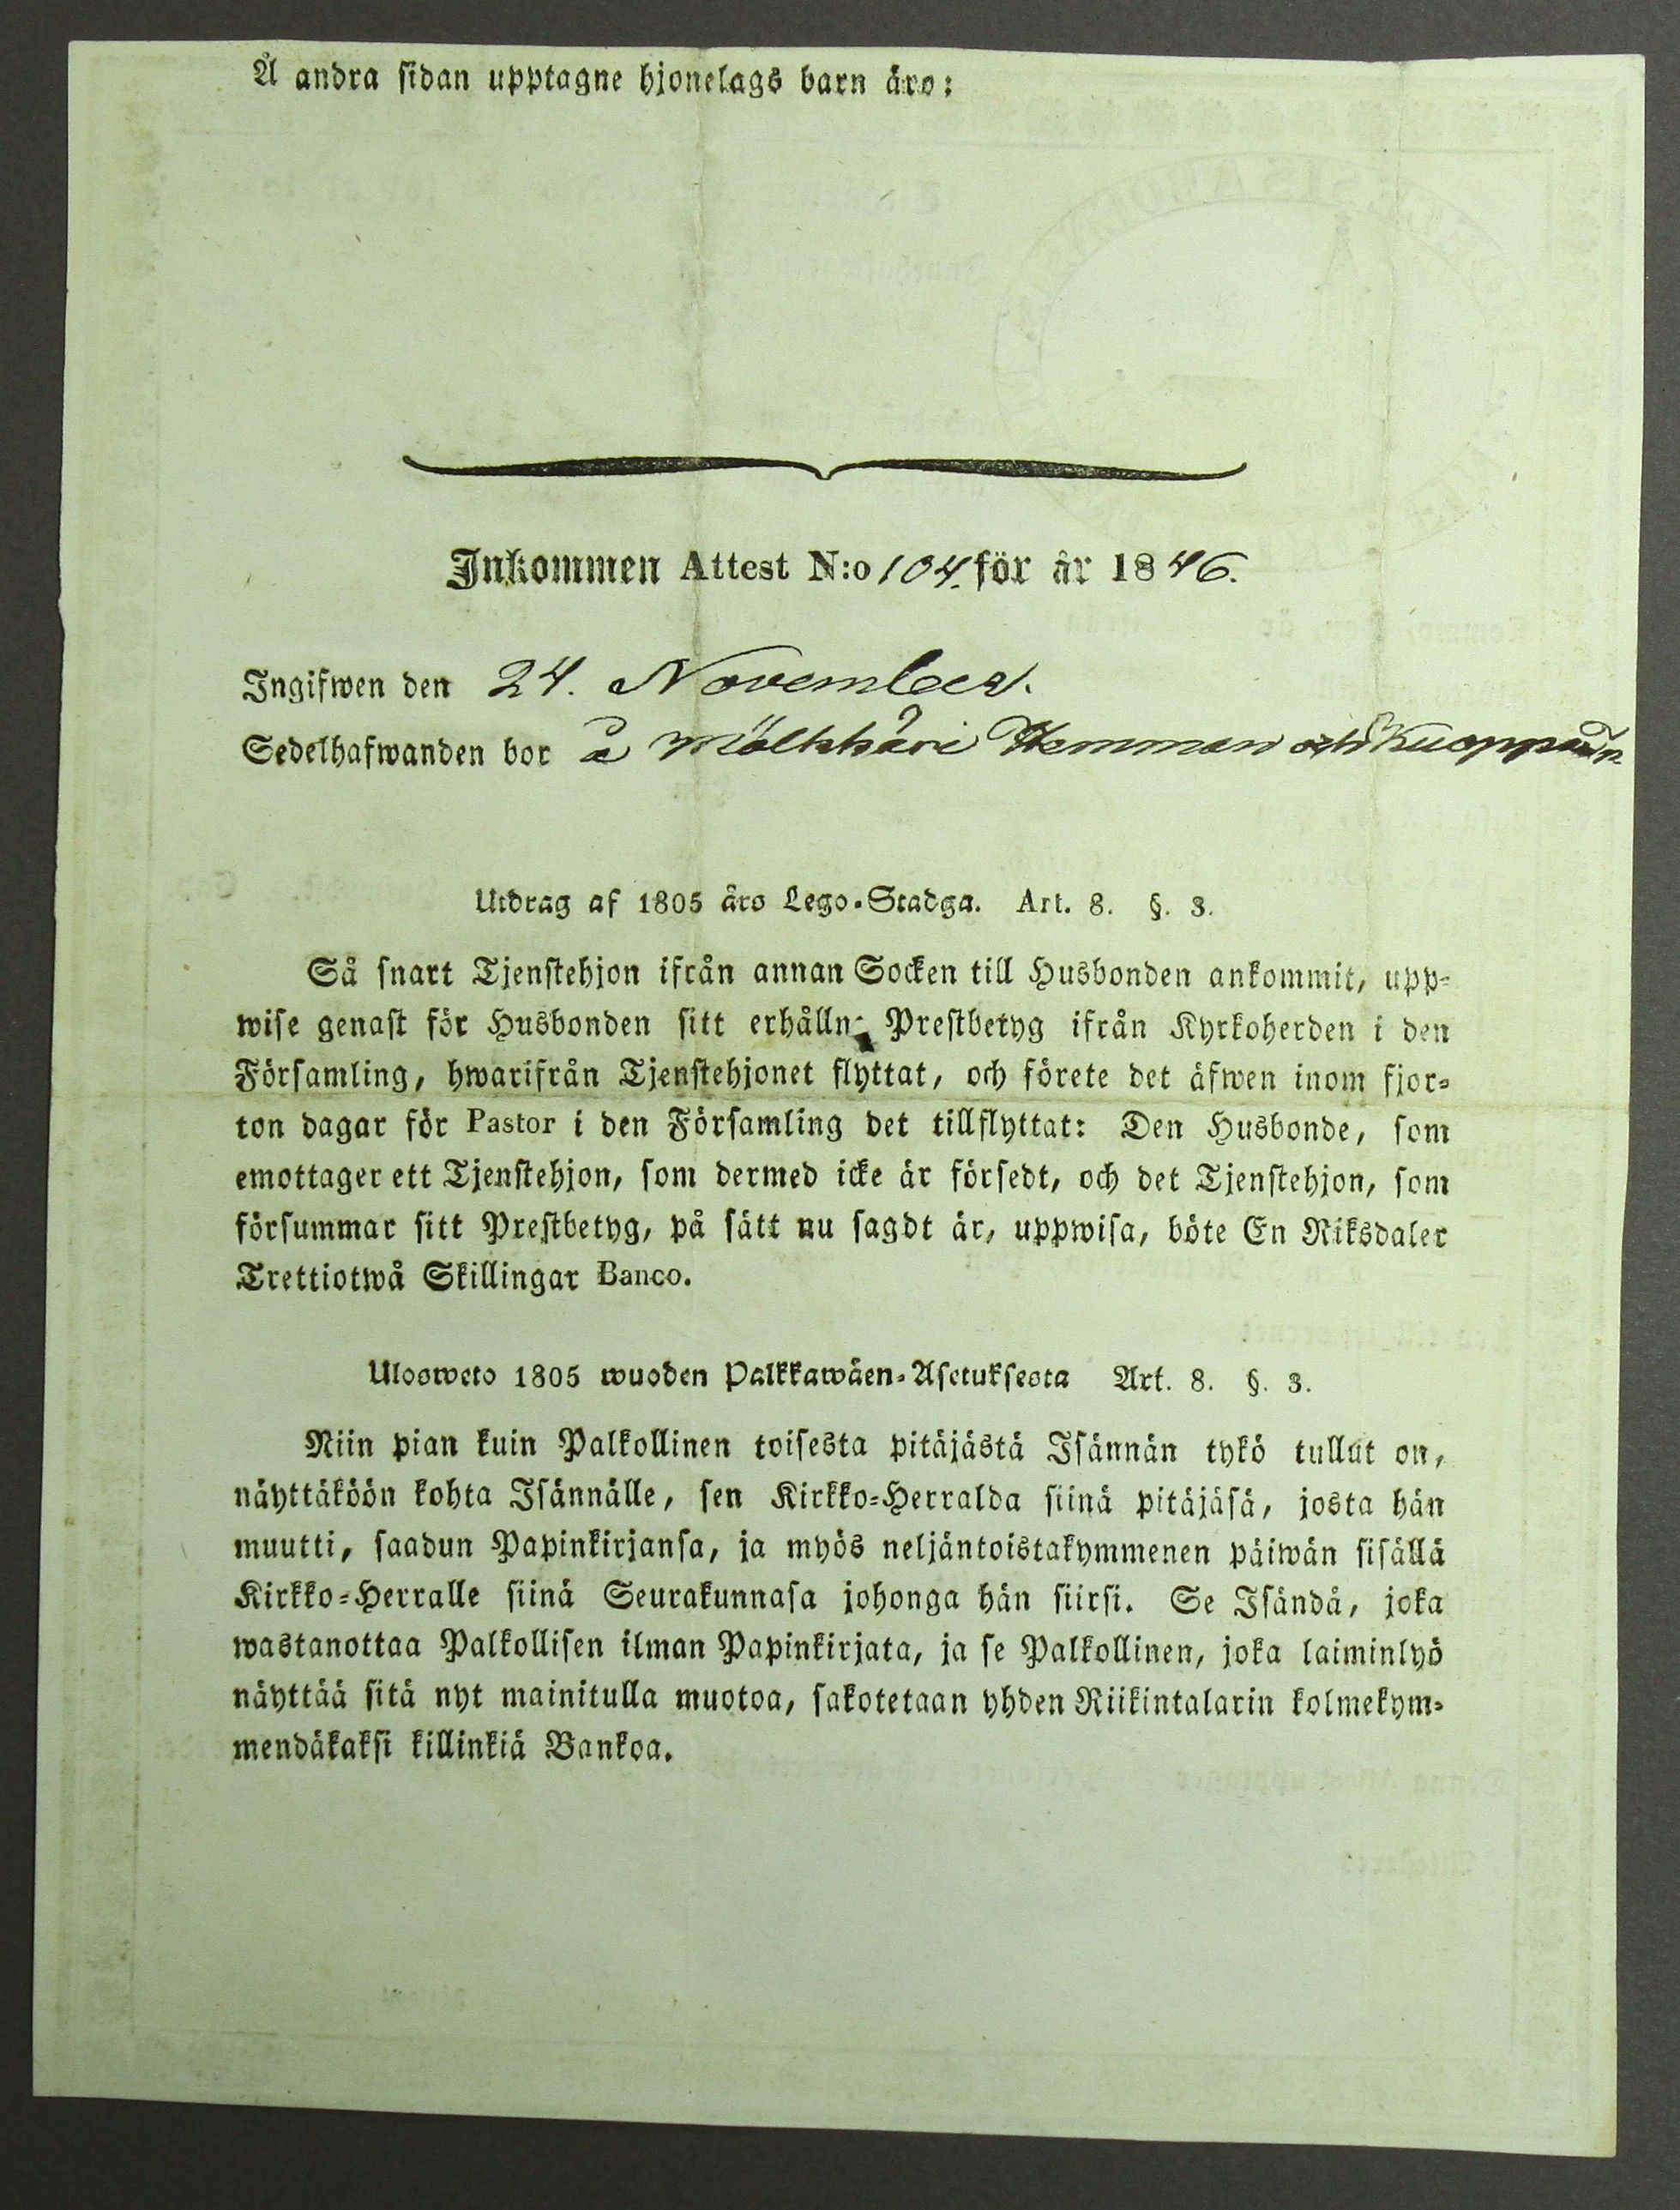 Å andra sidan upptagne hjonelags barn äro:
Inkommen Attest N:o 104. för år 1846.
Ingifwen den 24. November.
Sedelhafwanden bor å Mölkkäri Hemman
Utdrag af 1805 års Lego-Stadga. Art. 8. §. 3.
Så snart Tjenstehjon ifrån annan Socken till Husbonden ankommit, upp-
wise genast för Husbonden sitt erhålln Prestbetyg ifrån Kyrkoherden i den
Församling, hwarifrån Tjenstehjonet flyttat, och förete det äfwen inom fjor-
ton dagar för Pastor i den Församling det tillflyttat: Den Husbonde, som
emottager ett Tjenstehjon, som dermed icke är försedt, och det Tjenstehjon, som
försummar sitt Prestbetyg, på sätt nu sagdt är, uppwisa, böte En Riksdaler
Trettiotwå Skillingar Banco.
Ulosweto 1805 wuoden Palkkawäen-Asetuksesta Art. 8. §. 3.
Niin pian kuin Palkollinen toisesta pitäjästä Isännän tykö tullut on,
näyttäköön kohta Isännälle, sen Kirkko-Herralda siinä pitäjäsä, josta hän
muutti, saadun Papinkirjansa, ja myös neljäntoistakymmenen päiwän sisällä
Kirkko-Herralle siinä Seurakunnasa johonga hän siirsi. Se Isändä, joka
wastanottaa Palkollisen ilman Papinkirjata, ja se Palkollinen, joka laiminlyö
näyttää sitä nyt mainitulla muotoa, sakotetaan yhden Riikintalarin kolmekym-
mendäkaksi killinkiä Bankoa.